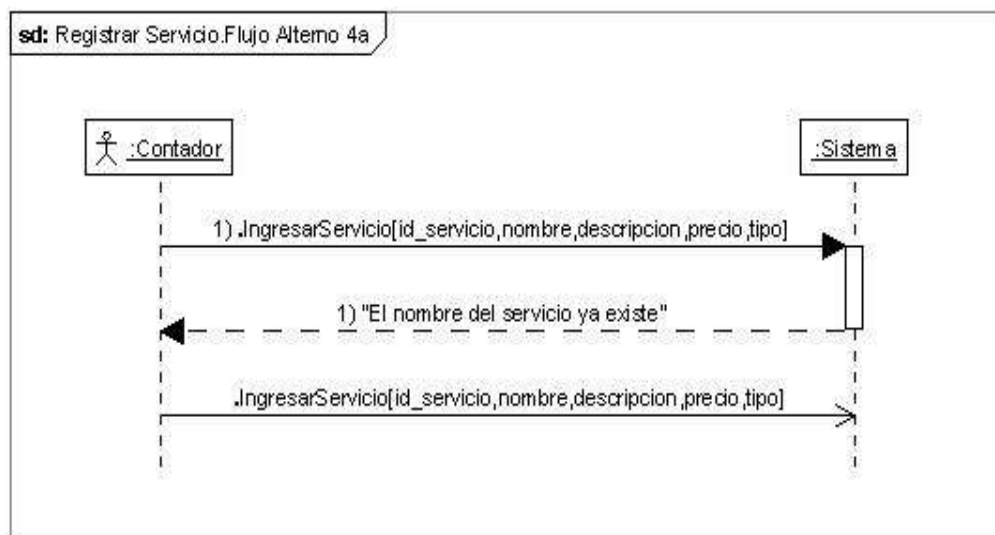 sd: Registrar Servicio.Flujo Alterno 4a
:Contador
:Sistema
1) .IngresarServicio[id_servicio,nombre,descripcion,precio,tipo]
1) "El nombre del servicio ya existe"
.IngresarServicio[id_servicio,nombre,descripcion,precio,tipo]